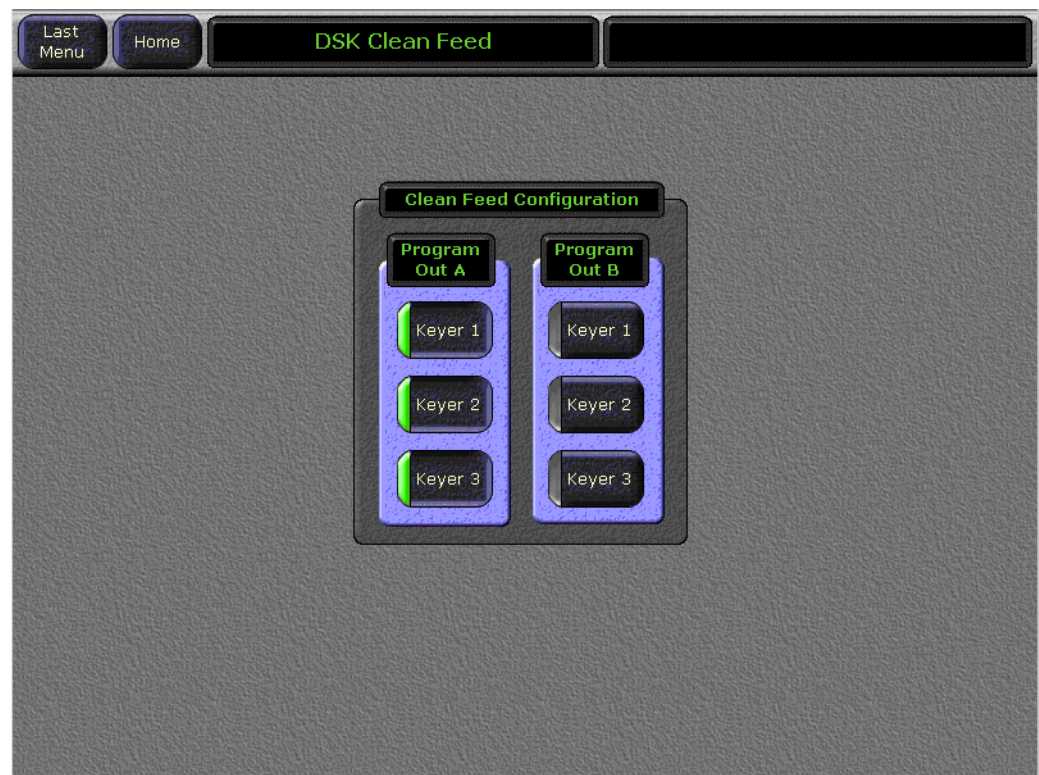 Last
Menu
Home
DSK Clean Feed
Clean Feed Configuration
Program
Out A
Program
Out B
Keyer 1
Keyer 1
Keyer 2
Keyer 2
Keyer 3
Keyer 3